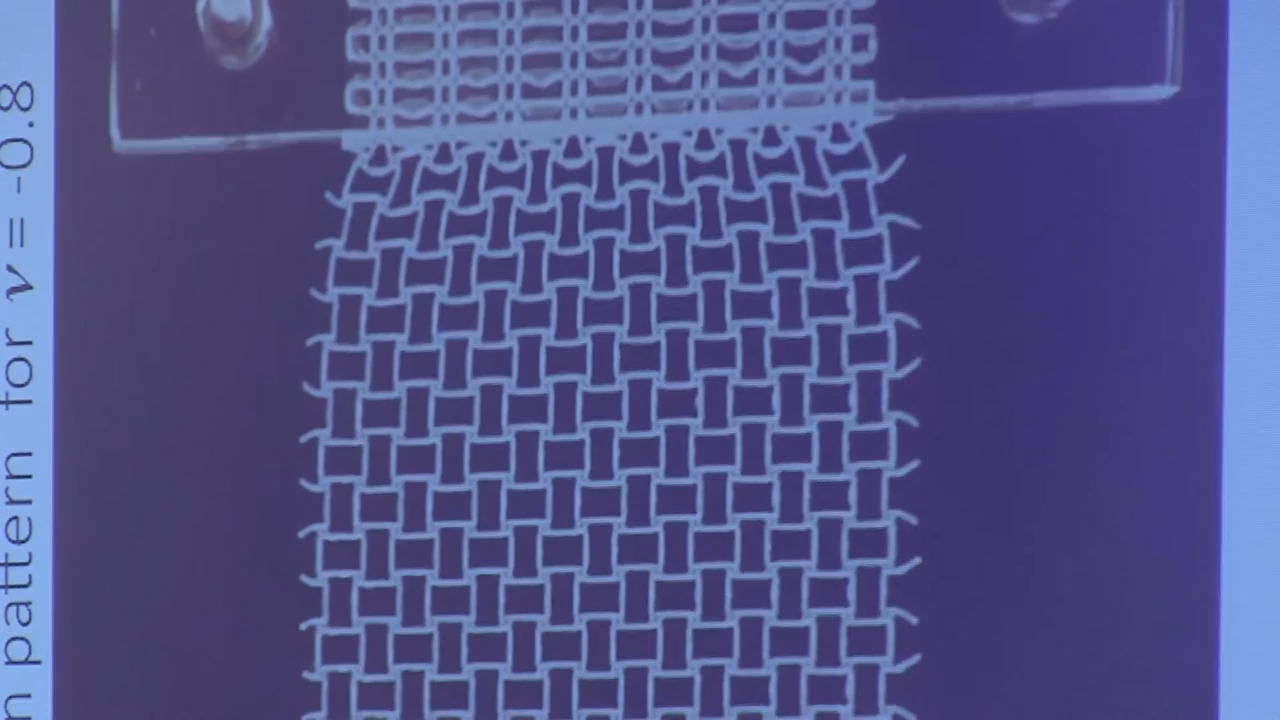 pattern for ν = -0.8